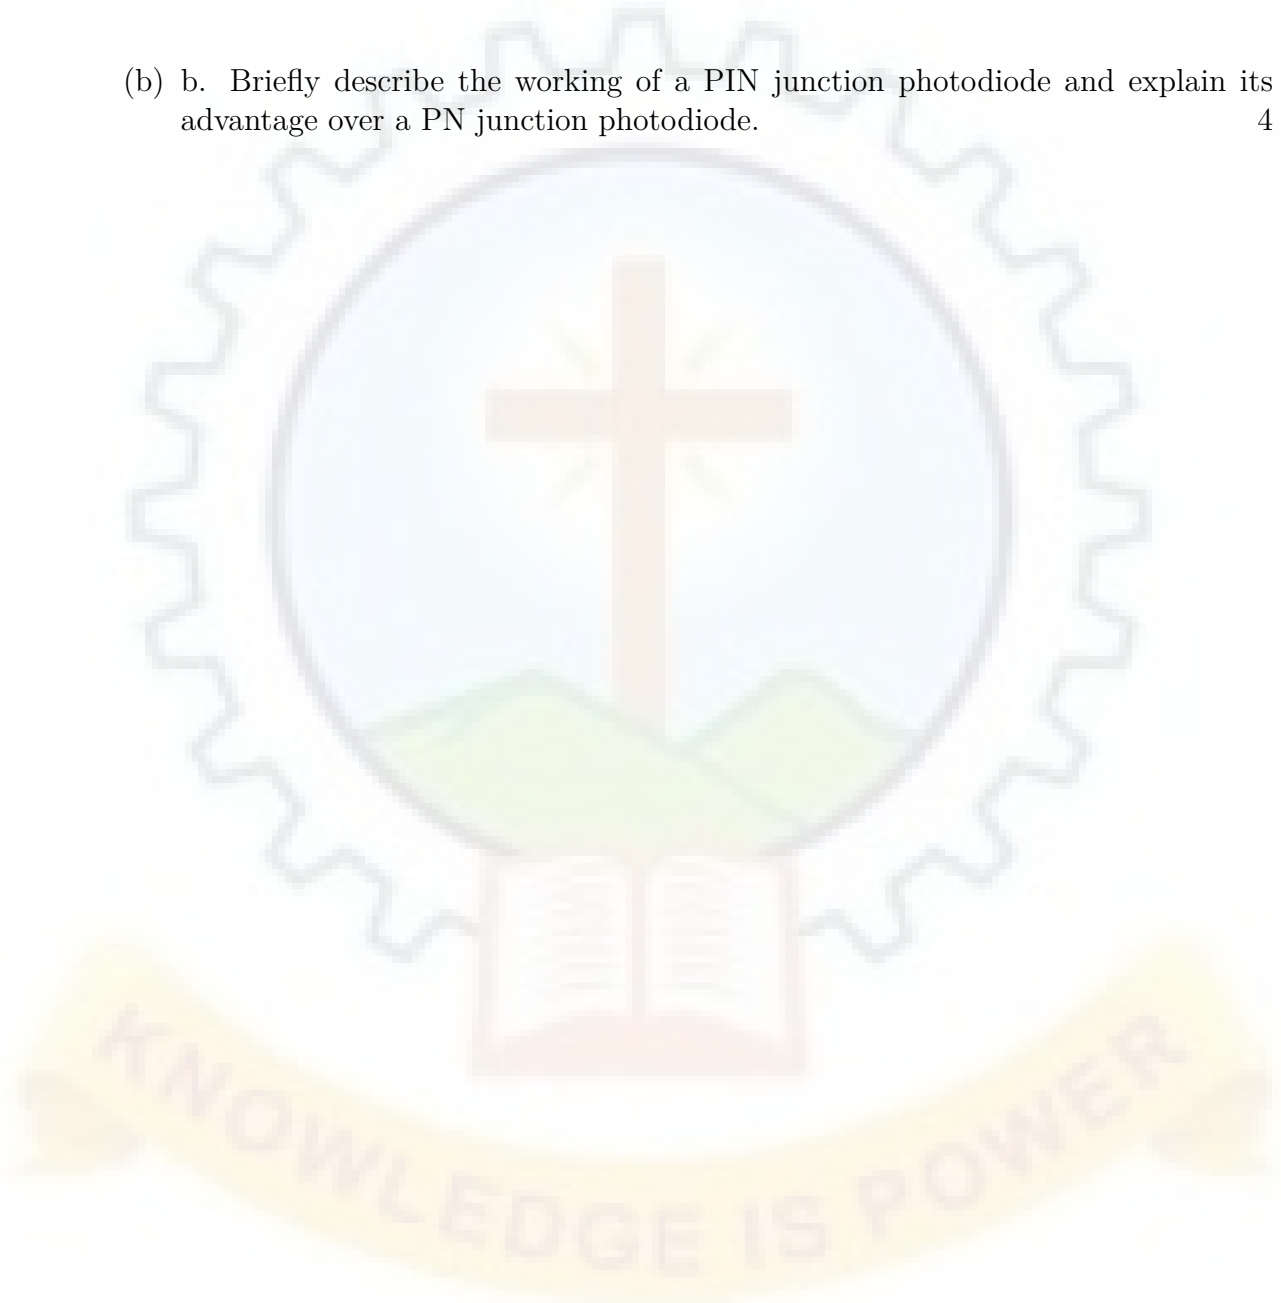 (b) b. Briefly describe the working of a PIN junction photodiode and explain its
advantage over a PN junction photodiode. 4
KNOWLEDGE IS POWER